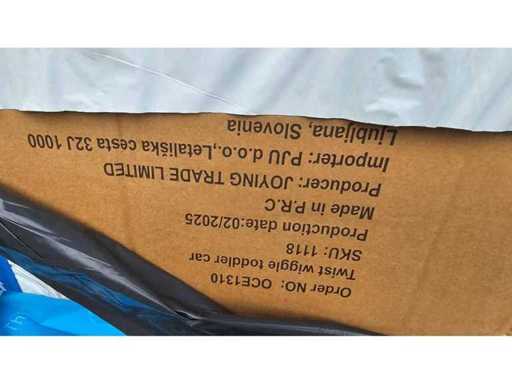 Order NO: OCE1310
Twist wiggle toddler car
SKU: 1118
Production date:02/2025
Made in P.R.C
Producer: JOYING TRADE LIMITED
Importer: PJU d.o.o.,Letališka cesta 32J 1000
Ljubljana, Slovenia